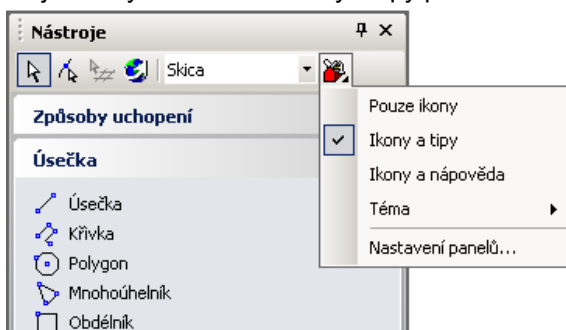 Nástroje
Skica
Způsoby uchopení
Úsečka
Úsečka
Křivka
Polygon
Mnohoúhelník
Obdélník
Pouze ikony
Ikony a tipy
Ikony a nápověda
Téma
Nastavení panelů...